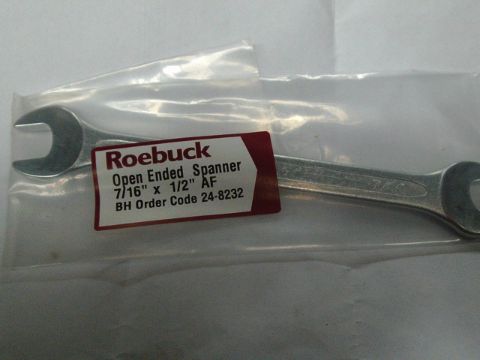 Roebuck
Open Ended Spanner
7/16" x 1/2" AF
BH Order Code 24-8232